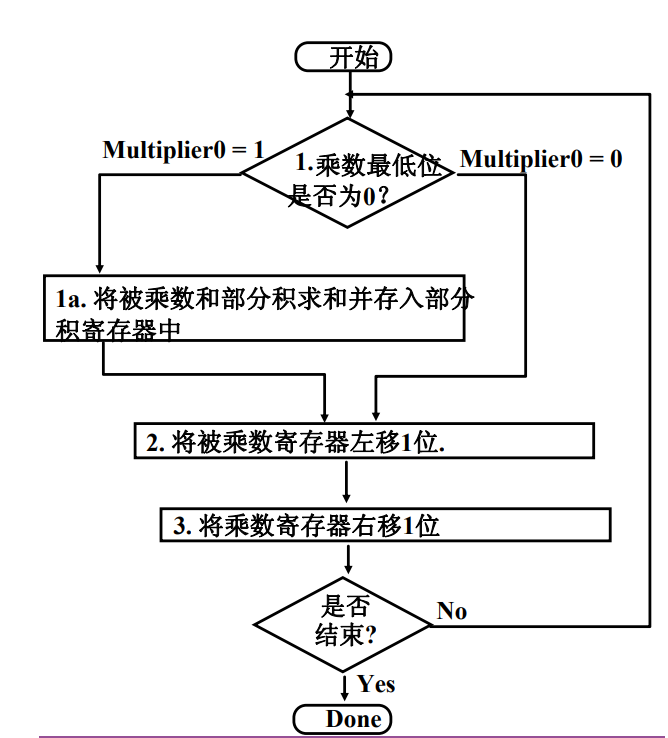 开始
Multiplier0 = 1
1.乘数最低位
是否为0?
Multiplier0 = 0
1a. 将被乘数和部分积求和并存入部分
积寄存器中
2. 将被乘数寄存器左移1位.
3. 将乘数寄存器右移1位
是否
结束?
No
Yes
Done